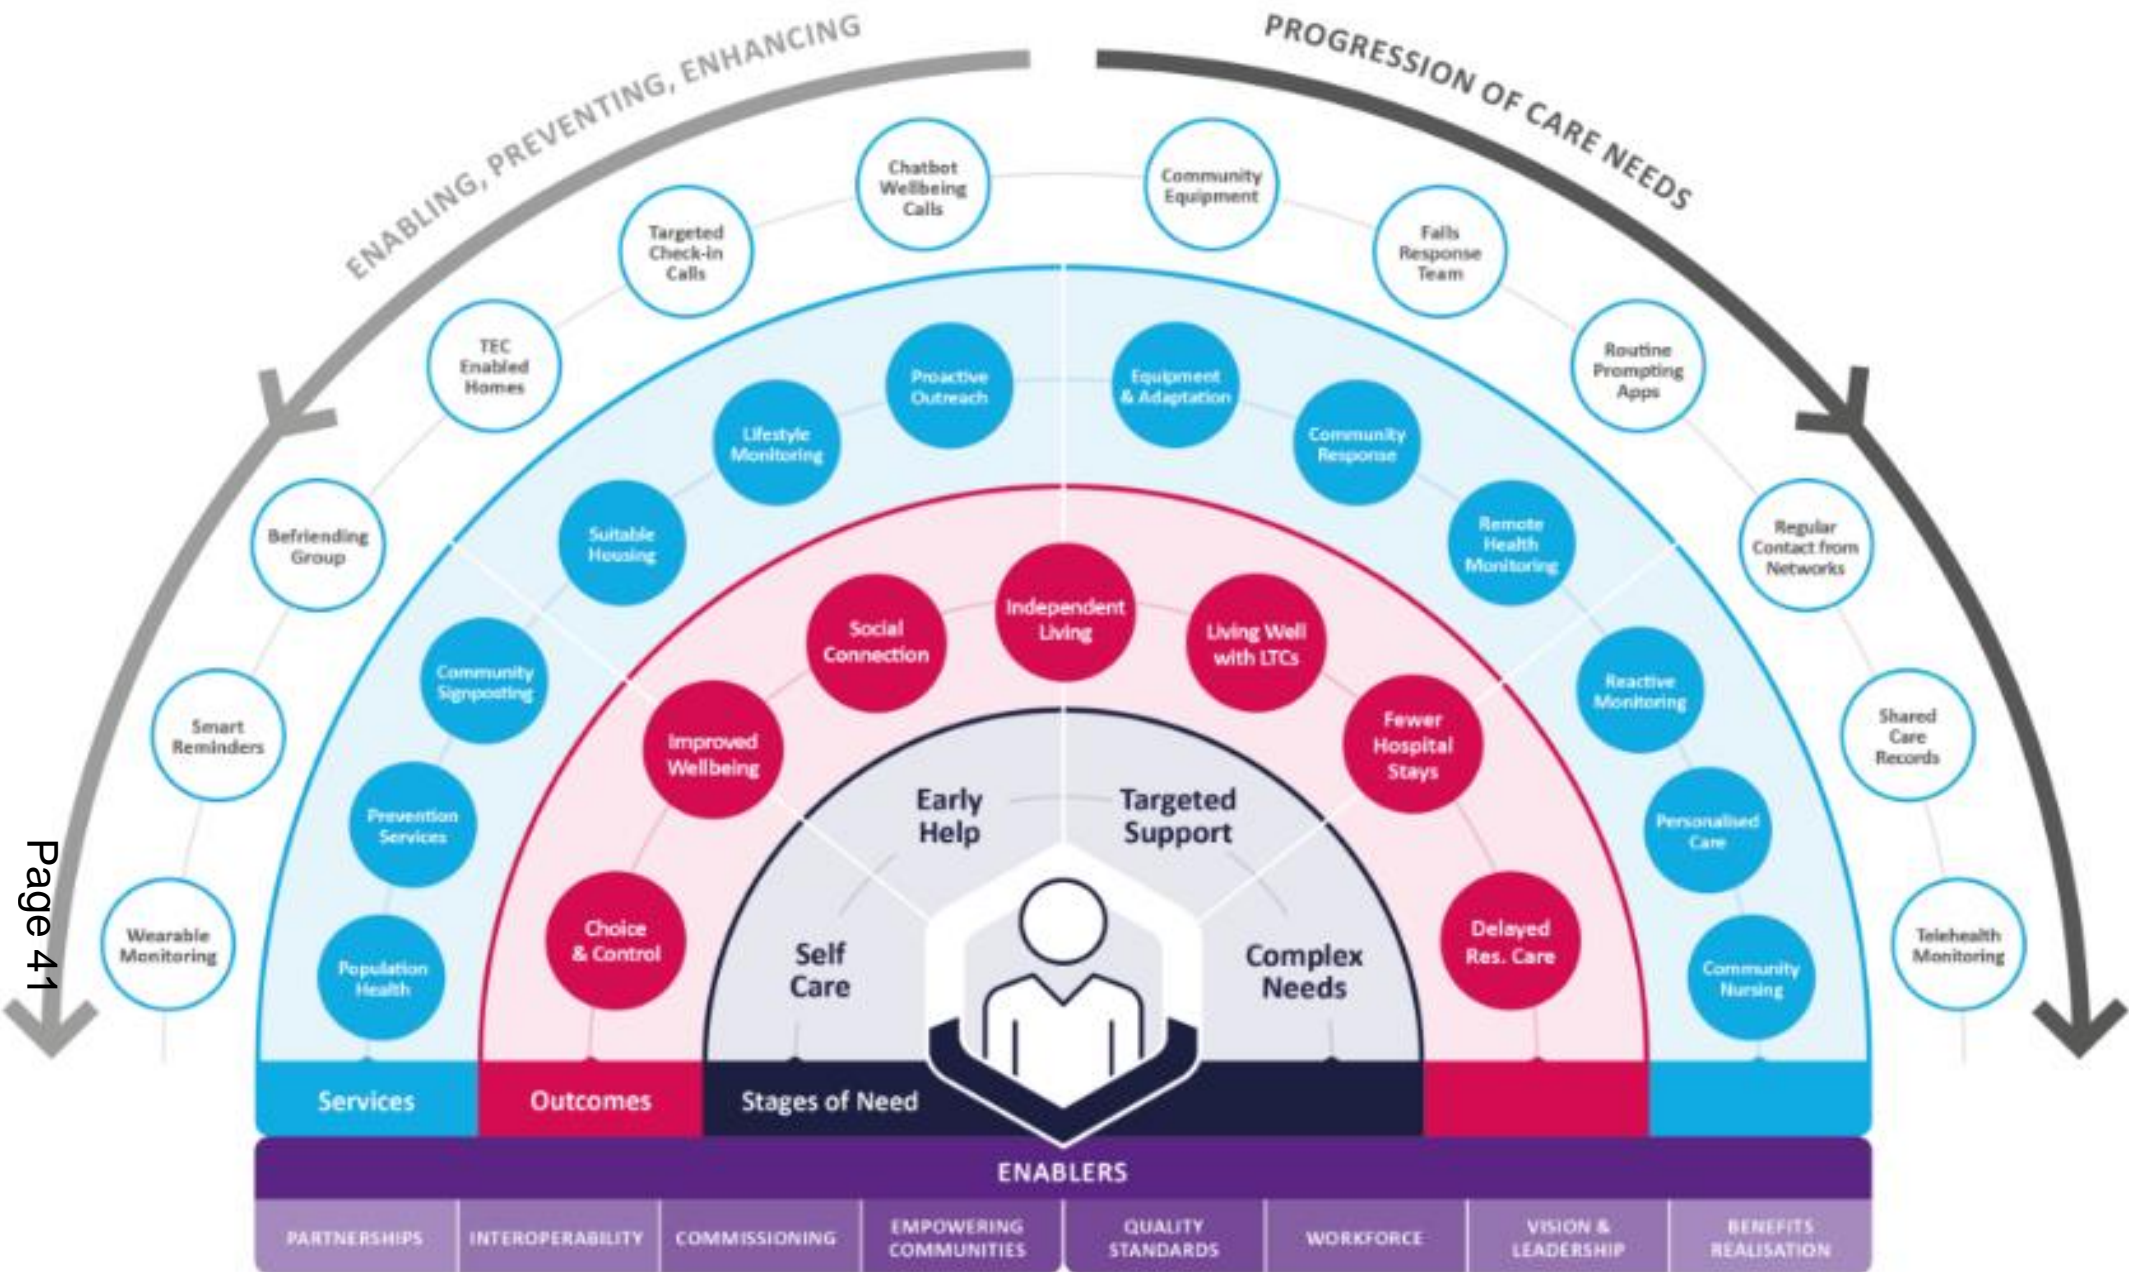 ENABLING, PREVENTING, ENHANCING
PROGRESSION OF CARE NEEDS
Chatbot
Wellbeing
Calls
Targeted
Check-in
Calls
TEC
Enabled
Homes
Befriending
Group
Smart
Reminders
Wearable
Monitoring
Community
Equipment
Falls
Response
Team
Routine
Prompting
Apps
Regular
Contact from
Networks
Shared
Care
Records
Telehealth
Monitoring
Proactive
Outreach
Lifestyle
Monitoring
Suitable
Housing
Community
Signposting
Prevention
Services
Population
Health
Equipment
& Adaptation
Community
Response
Remote
Health
Monitoring
Reactive
Monitoring
Personalised
Care
Community
Nursing
Choice
& Control
Improved
Wellbeing
Social
Connection
Independent
Living
Living Well
with LTCs
Fewer
Hospital
Stays
Delayed
Res. Care
Self
Care
Early
Help
Targeted
Support
Complex
Needs
Services
Outcomes
Stages of Need
ENABLERS
PARTNERSHIPS
INTEROPERABILITY
COMMISSIONING
EMPOWERING
COMMUNITIES
QUALITY
STANDARDS
WORKFORCE
VISION &
LEADERSHIP
BENEFITS
REALISATION
Page 41